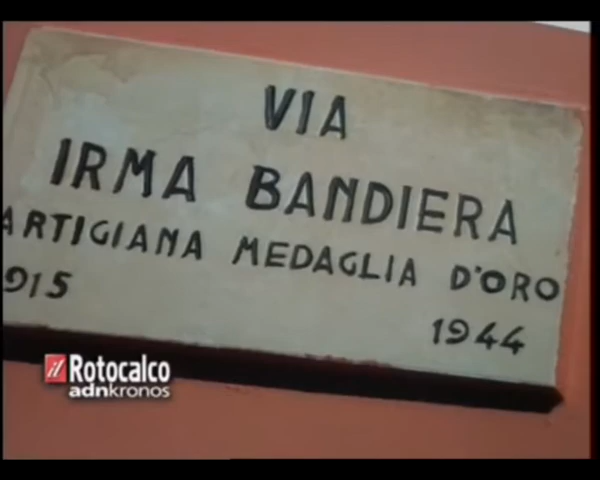 VIA
IRMA BANDIERA
ARTIGIANA MEDAGLIA D'ORO
915 1944
il Rotocalco
adnkronos